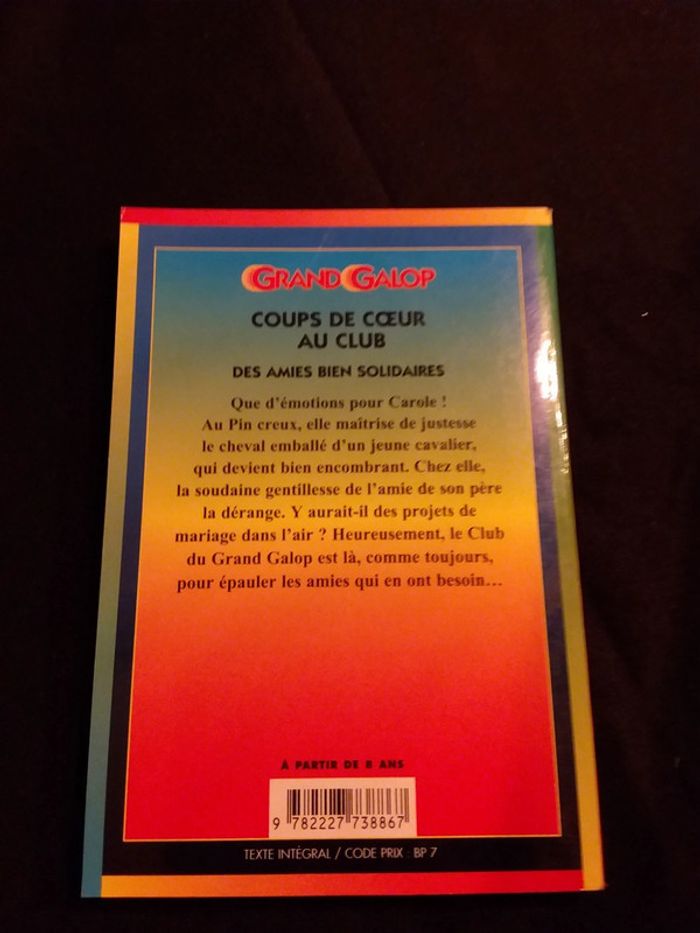 GRAND GALOP
COUPS DE CŒUR
AU CLUB
DES AMIES BIEN SOLIDAIRES
Que d'émotions pour Carole !
Au Pin creux, elle maîtrise de justesse
le cheval emballé d'un jeune cavalier,
qui devient bien encombrant. Chez elle,
la soudaine gentillesse de l'amie de son père
la dérange. Y aurait-il des projets de
mariage dans l'air ? Heureusement, le Club
du Grand Galop est là, comme toujours,
pour épauler les amies qui en ont besoin…
À PARTIR DE 8 ANS
9 782227 738867
TEXTE INTÉGRAL / CODE PRIX : BP 7